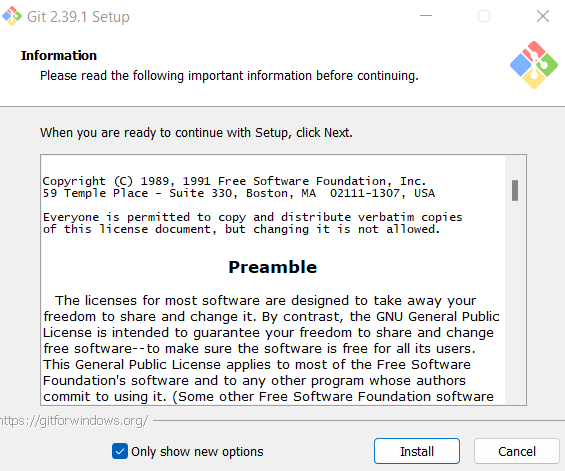 Git 2.39.1 Setup
Information
Please read the following important information before continuing.
When you are ready to continue with Setup, click Next.
Copyright (C) 1989, 1991 Free Software Foundation, Inc.
59 Temple Place - Suite 330, Boston, MA  02111-1307, USA
Everyone is permitted to copy and distribute verbatim copies
of this license document, but changing it is not allowed.
Preamble
The licenses for most software are designed to take away your
freedom to share and change it. By contrast, the GNU General Public
License is intended to guarantee your freedom to share and change
free software--to make sure the software is free for all its users.
This General Public License applies to most of the Free Software
Foundation's software and to any other program whose authors
commit to using it. (Some other Free Software Foundation software
https://gitforwindows.org/
Only show new options
Install
Cancel